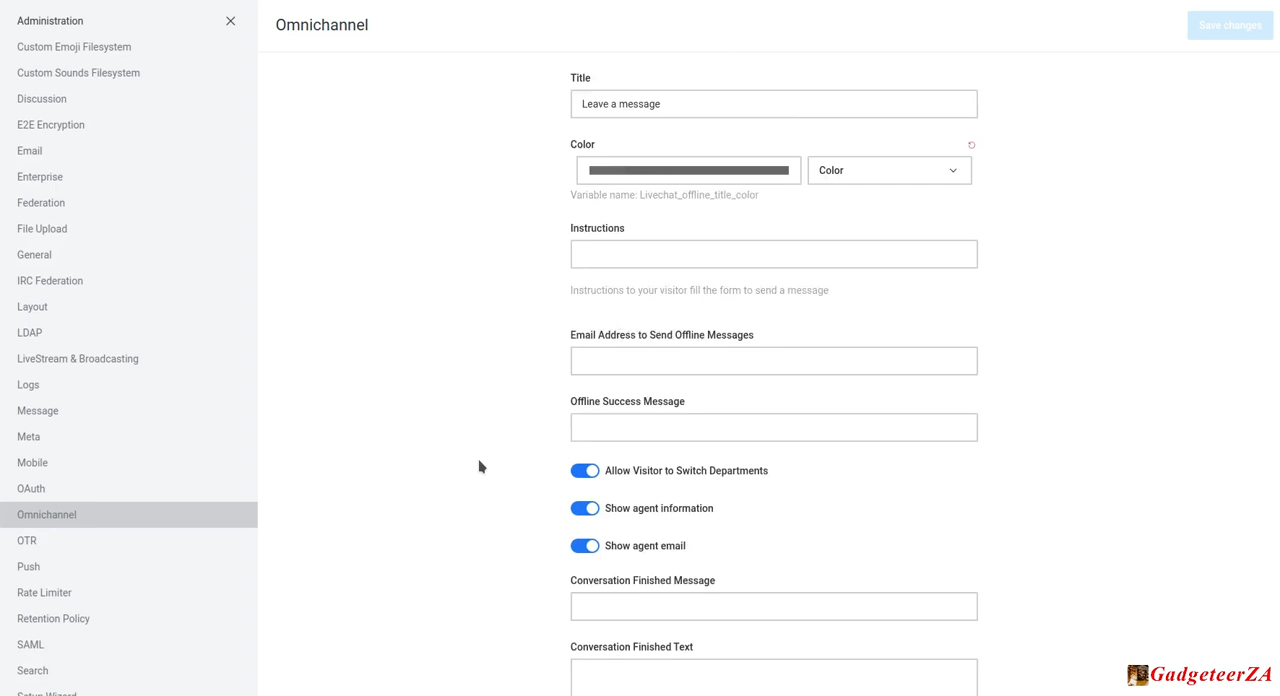 Administration
Custom Emoji Filesystem
Custom Sounds Filesystem
Discussion
E2E Encryption
Email
Enterprise
Federation
File Upload
General
IRC Federation
Layout
LDAP
LiveStream & Broadcasting
Logs
Message
Meta
Mobile
OAuth
Omnichannel
OTR
Push
Rate Limiter
Retention Policy
SAML
Search
Setup Wizard
Omnichannel
Save changes
Title
Leave a message
Color
Color
Variable name: Livechat_offline_title_color
Instructions
Instructions to your visitor fill the form to send a message
Email Address to Send Offline Messages
Offline Success Message
Allow Visitor to Switch Departments
Show agent information
Show agent email
Conversation Finished Message
Conversation Finished Text
GadgeteerZA